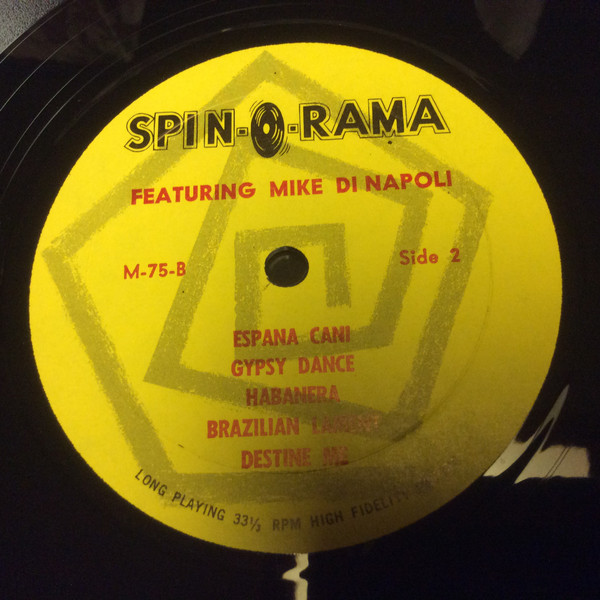 SPIN-O-RAMA
FEATURING MIKE DI NAPOLI
M-75-B
Side 2
ESPANA CANI
GYPSY DANCE
HABANERA
BRAZILIAN
DESTINE ME
LONG PLAYING 33⅓ RPM HIGH FIDELITY